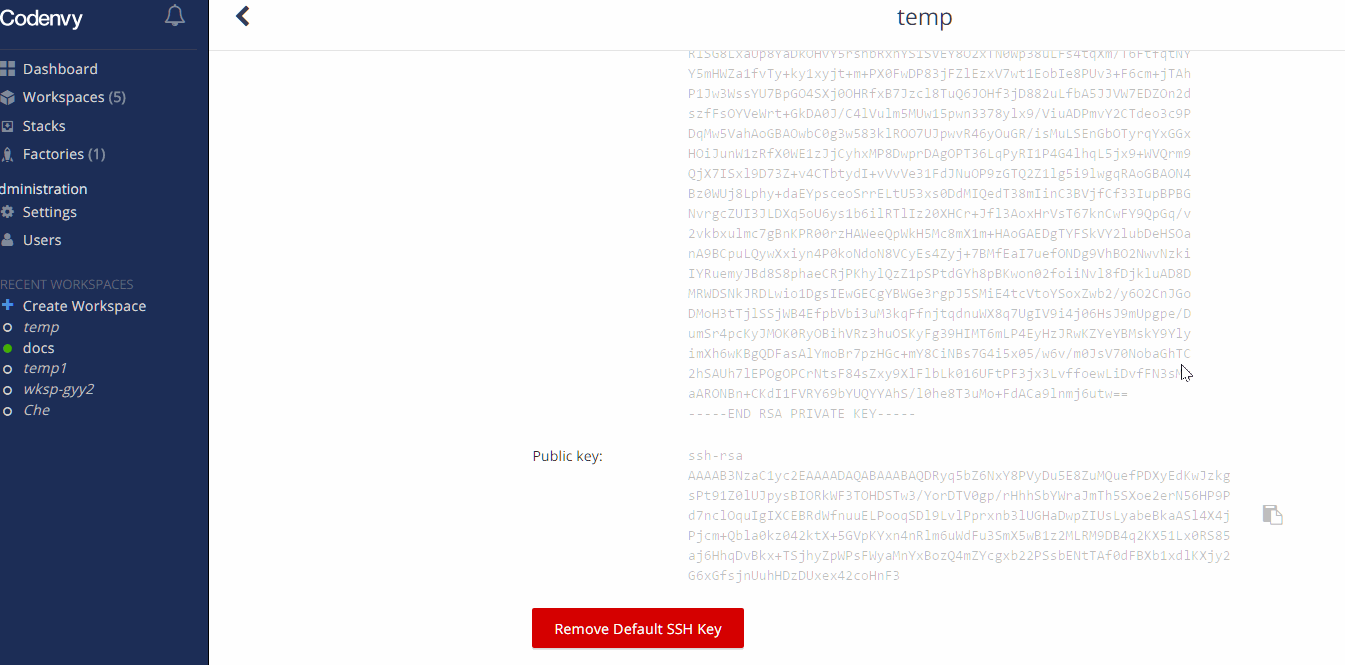 Codenvy
temp
Dashboard
Workspaces (5)
Stacks
Factories (1)
dministration
Settings
Users
RECENT WORKSPACES
Create Workspace
temp
docs
temp1
wksp-gyy2
Che
Y5mHWZa1fvTy+ky1xyjt+m+PX0FwDP83jFZlEzxV7wt1EobIe8PUv3+F6cm+jTAh
P1Jw3WssYU7BpGO4SXj0OHRfxB7Jzcl8TuQ6JOHf3jD882uLfbA5JJVW7EDZOn2d
szfFsOYVeWrt+GkDA0J/C4lVulm5MUw15pwn3378ylx9/ViuADPmvY2CTdeo3c9P
DqMw5VahAoGBAOwbC0g3w583klROO7UJpwvR46yOuGR/isMuLSEnGbOTyrqYxGGx
HOiJunW1zRfX0WE1zJjCyhxMP8DwprDAgOPT36LqPyRI1P4G4lhqL5jx9+WVQrm9
QjX7ISxl9D73Z+v4CTbtydI+vVvVe31FdJNuOP9zGTQ2Z1lg5i9lwgqRAoGBAON4
Bz0WUj8Lphy+daEYpsceoSrrELtU53xs0DdMIQedT38mIinC3BVjfCf33IupBPBG
NvrgcZUI3JLDXq5oU6ys1b6ilRTlIz20XHCr+Jfl3AoxHrVsT67knCwFY9QpGq/v
2vkbxulmc7gBnKPR00rzHAWeeQpWkH5Mc8mX1m+HAoGAEDgTYFSkVY2lubDeHSOa
nA9BCpuLQywXxiyn4P0koNdoN8VCyEs4Zyj+7BMfEaI7uefONDg9VhBO2NwvNzki
IYRuemyJBd8S8phaeCRjPKhylQzZ1pSPtdGYh8pBKwon02foiiNvl8fDjkluAD8D
MRWDSNkJRDLwio1DgsIEwGECgYBWGe3rgpJ5SMiE4tcVtoYSoxZwb2/y6O2CnJGo
DMoH3tTjlSSjWB4EfpbVbi3uM3kqFfnjtqdnuWX8q7UgIV9i4j06HsJ9mUpgpe/D
umSr4pcKyJMOK0RyOBihVRz3huOSKyFg39HIMT6mLP4EyHzJRwKZYeYBMskY9Yly
imXh6wKBgQDFasAlYmoBr7pzHGc+mY8CiNBs7G4i5x05/w6v/m0JsV70NobaGhTC
aARONBn+CKdI1FVRY69bYUQYYAhS/l0he8T3uMo+FdACa9lnmj6utw==
-----END RSA PRIVATE KEY-----
Public key:
ssh-rsa
AAAAB3NzaC1yc2EAAAADAQABAAABAQDRyq5bZ6NxY8PVyDu5E8ZuMQuefPDXyEdKwJzkg
sPt91Z0lUJpysBIORkWF3TOHDSTw3/YorDTV0gp/rHhhSbYWraJmTh5SXoe2erN56HP9P
d7nclOquIgIXCEBRdWfnuuELPooqSDl9LvlPprxnb3lUGHaDwpZIUsLyabeBkaASl4X4j
Pjcm+Qbla0kz042ktX+5GVpKYxn4nRlm6uWdFu3SmX5wB1z2MLRM9DB4q2KX51Lx0RS85
aj6HhqDvBkx+TSjhyZpWPsFWyaMnYxBozQ4mZYcgxb22PSsbENtTAf0dFBXb1xdlKXjy2
G6xGfsjnUuhHDzDUxex42coHnF3
Remove Default SSH Key